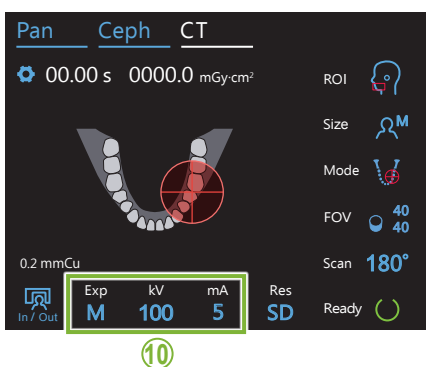 Pan Ceph CT
00.00 s 0000.0 mGy·cm²
ROI
Size M
Mode
FOV 40
40
0.2 mmCu
Scan 180°
Exp kV mA Res
In / Out M 100 5 SD
Ready
10